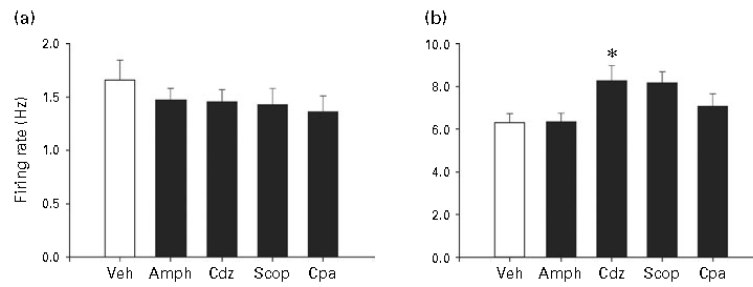 (a)
Firing rate (Hz)
2.0
1.5
1.0
0.5
0.0
Veh Amph Cdz Scop Cpa
(b)
10.0
8.0
6.0
4.0
2.0
0.0
*
Veh Amph Cdz Scop Cpa